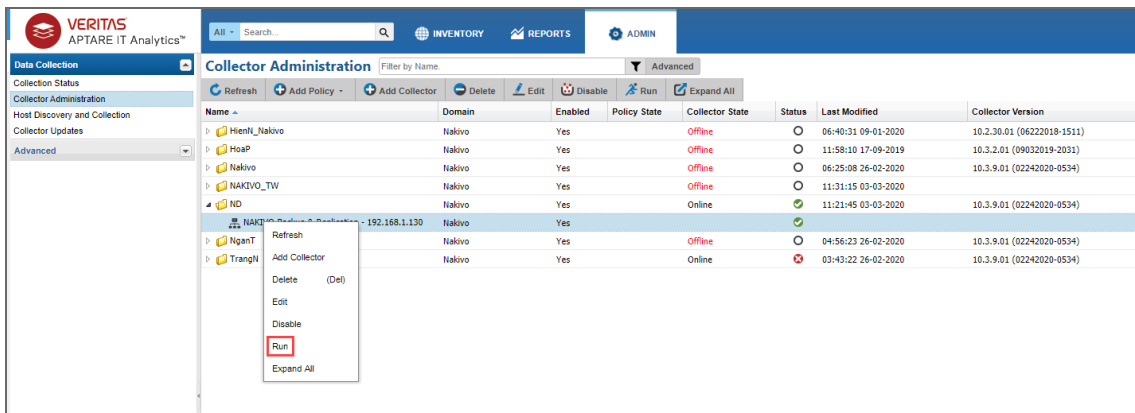 VERITAS
APTARE IT Analytics™
All Search... INVENTORY REPORTS ADMIN
Data Collection
Collection Status
Collector Administration
Host Discovery and Collection
Collector Updates
Advanced
Collector Administration Filter by Name. Advanced
Refresh Add Policy Add Collector Delete Edit Disable Run Expand All
Name Domain Enabled Policy State Collector State Status Last Modified Collector Version
HienN_Nakivo Nakivo Yes Offline 06:40:31 09-01-2020 10.2.30.01 (06222018-1511)
HoaP Nakivo Yes Offline 11:58:10 17-09-2019 10.3.2.01 (09032019-2031)
Nakivo Nakivo Yes Offline 06:25:08 26-02-2020 10.3.9.01 (02242020-0534)
NAKIVO_TW Nakivo Yes Offline 11:31:15 03-03-2020
ND Nakivo Yes Online 11:21:45 03-03-2020 10.3.9.01 (02242020-0534)
NAKIVO Backup & Replication - 192.168.1.130 Nakivo Yes
NganT Nakivo Yes Offline 04:56:23 26-02-2020 10.3.9.01 (02242020-0534)
TrangN Nakivo Yes Online 03:43:22 26-02-2020 10.3.9.01 (02242020-0534)
Refresh
Add Collector
Delete (Del)
Edit
Disable
Run
Expand All